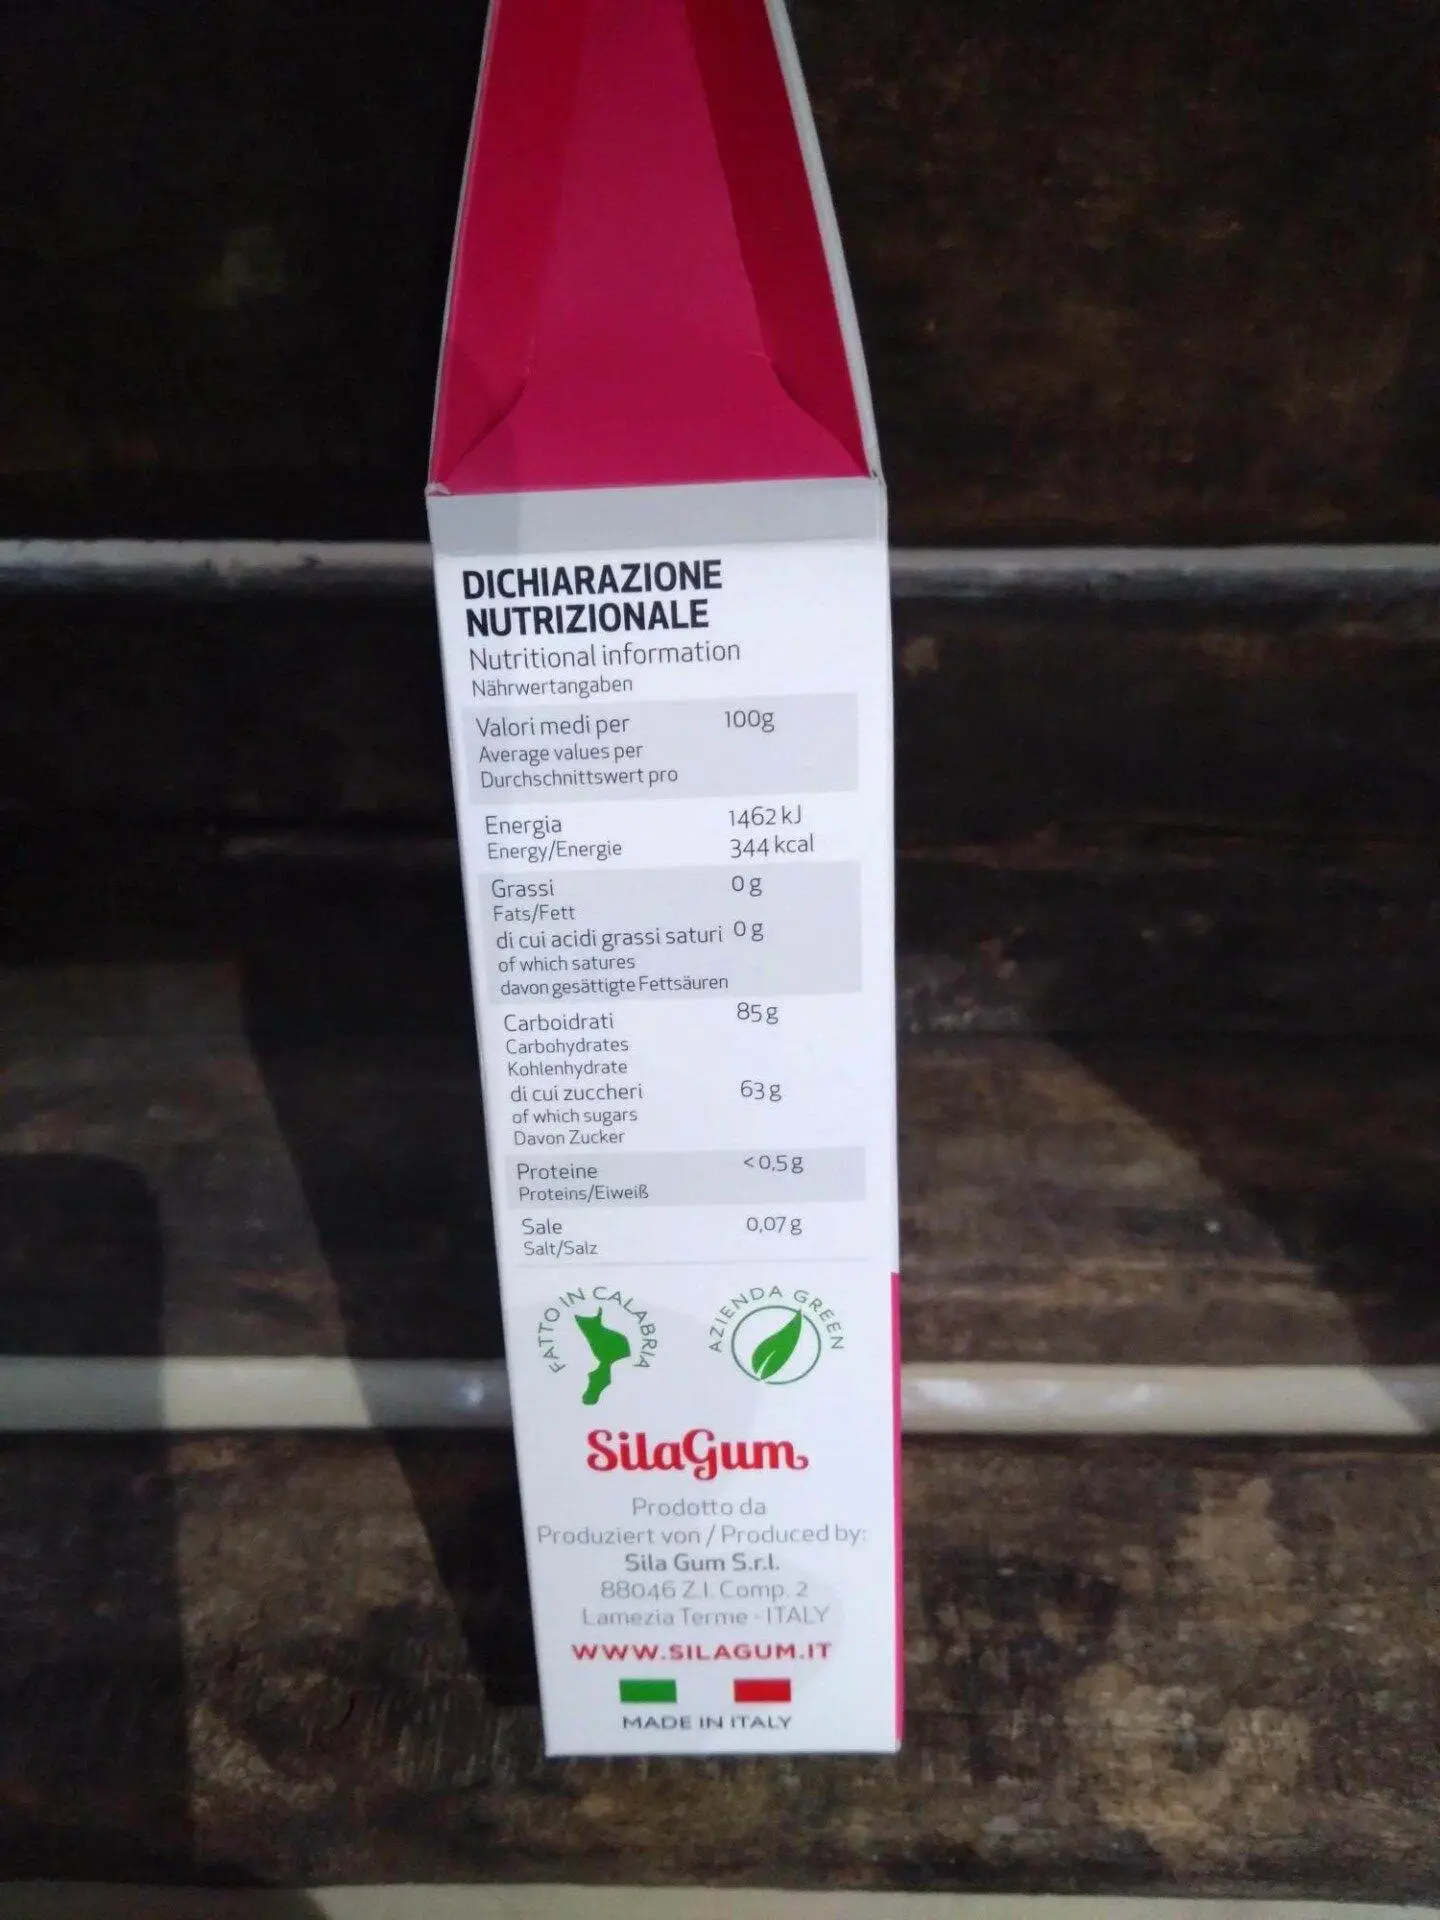 DICHIARAZIONE
NUTRIZIONALE
Nutritional information
Nährwertangaben
Valori medi per 100g
Average values per
Durchschnittswert pro
Energia 1462 kJ
Energy/Energie 344 kcal
Grassi 0 g
Fats/Fett
di cui acidi grassi saturi 0 g
of which satures
davon gesättigte Fettsäuren
Carboidrati 85 g
Carbohydrates
Kohlenhydrate
di cui zuccheri 63 g
of which sugars
Davon Zucker
Proteine <0,5 g
Proteins/Eiweiß
Sale 0,07 g
Salt/Salz
FATTO IN CALABRIA
AZIENDA GREEN
SilaGum
Prodotto da
Produziert von / Produced by:
Sila Gum S.r.l.
88046 Z.I. Comp. 2
Lamezia Terme - ITALY
WWW.SILAGUM.IT
MADE IN ITALY